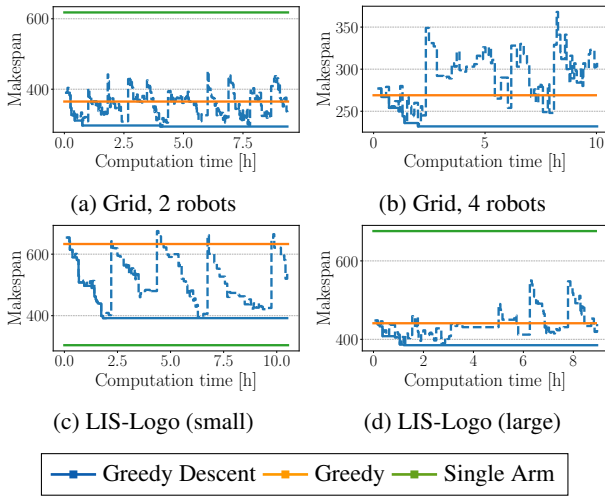 Makespan
600
400
0.0 2.5 5.0 7.5
Computation time [h]
(a) Grid, 2 robots
Makespan
350
300
250
0 5 10
Computation time [h]
(b) Grid, 4 robots
Makespan
600
400
0.0 2.5 5.0 7.5 10.0
Computation time [h]
(c) LIS-Logo (small)
Makespan
600
400
0 2 4 6 8
Computation time [h]
(d) LIS-Logo (large)
Greedy Descent Greedy Single Arm